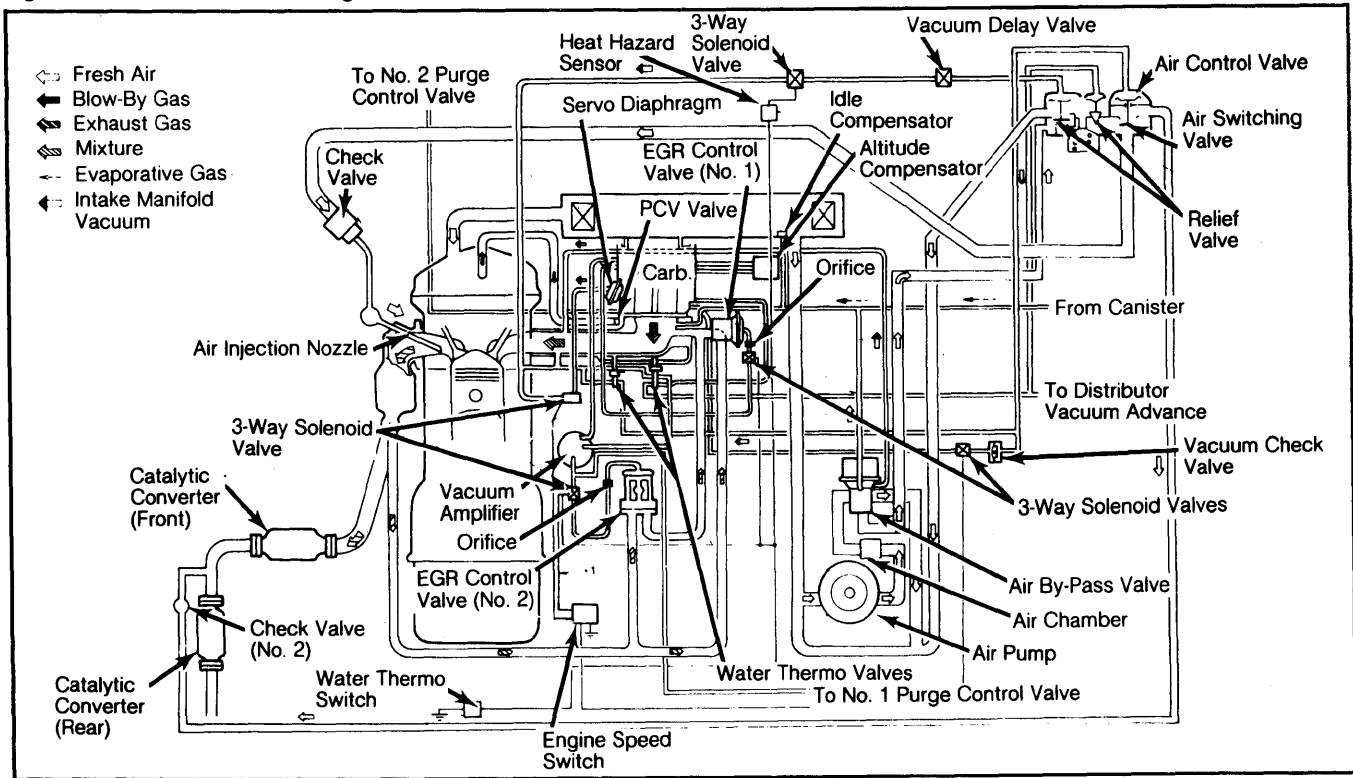 Fresh Air
Blow-By Gas
Exhaust Gas
Mixture
Evaporative Gas
Intake Manifold
Vacuum
To No. 2 Purge
Control Valve
Heat Hazard
Sensor
3-Way
Solenoid
Valve
Vacuum Delay Valve
Air Control Valve
Servo Diaphragm
Idle
Compensator
Altitude
Compensator
Air Switching
Valve
Check
Valve
EGR Control
Valve (No. 1)
PCV Valve
Relief
Valve
Carb.
Orifice
From Canister
Air Injection Nozzle
To Distributor
Vacuum Advance
3-Way Solenoid
Valve
Vacuum Check
Valve
Catalytic
Converter
(Front)
Vacuum
Amplifier
3-Way Solenoid Valves
Orifice
EGR Control
Valve (No. 2)
Air By-Pass Valve
Air Chamber
Check Valve
(No. 2)
Air Pump
Water Thermo Valves
Catalytic
Converter
(Rear)
Water Thermo
Switch
To No. 1 Purge Control Valve
Engine Speed
Switch